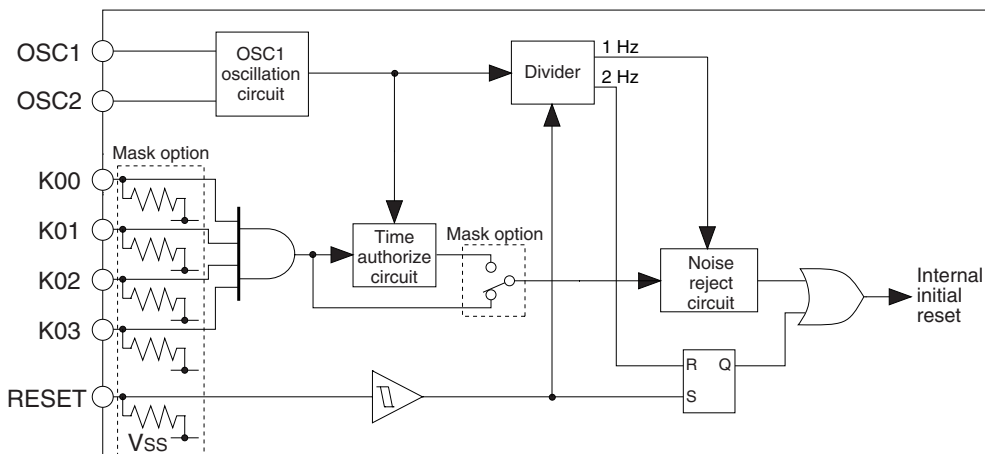 OSC1
OSC2
K00
K01
K02
K03
RESET
Mask option
VSS
OSC1
oscillation
circuit
Divider
1 Hz
2 Hz
Time
authorize
circuit
Mask option
Noise
reject
circuit
R Q
S
Internal
initial
reset